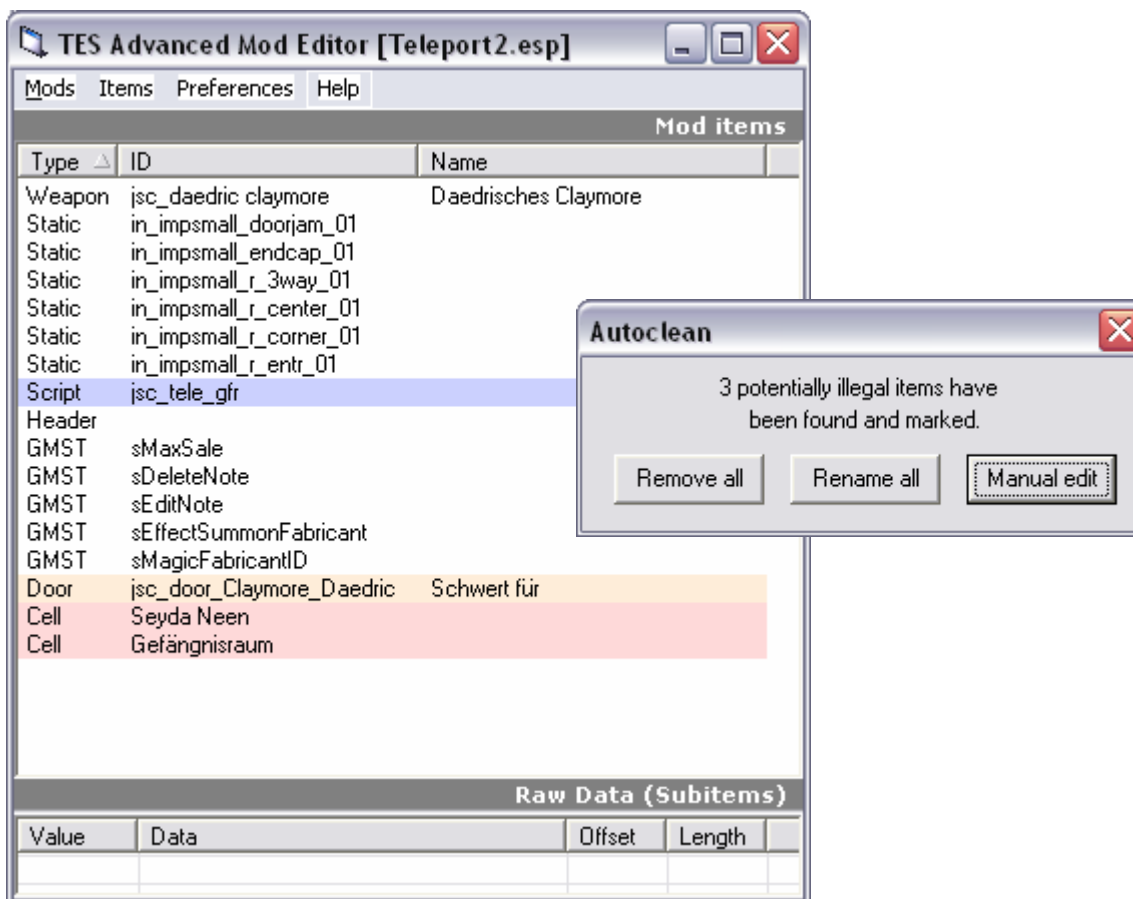 TES Advanced Mod Editor [Teleport2.esp]
Mods Items Preferences Help
Mod items
Type ID Name
Weapon jsc_daedric claymore Daedrisches Claymore
Static in_impsmall_doorjam_01
Static in_impsmall_endcap_01
Static in_impsmall_r_3way_01
Static in_impsmall_r_center_01
Static in_impsmall_r_corner_01
Static in_impsmall_r_entr_01
Script jsc_tele_gfr
Header
GMST sMaxSale
GMST sDeleteNote
GMST sEditNote
GMST sEffectSummonFabricant
GMST sMagicFabricantID
Door jsc_door_Claymore_Daedric Schwert für
Cell Seyda Neen
Cell Gefängnisraum
Raw Data (Subitems)
Value Data Offset Length
Autoclean
3 potentially illegal items have
been found and marked.
Remove all Rename all Manual edit